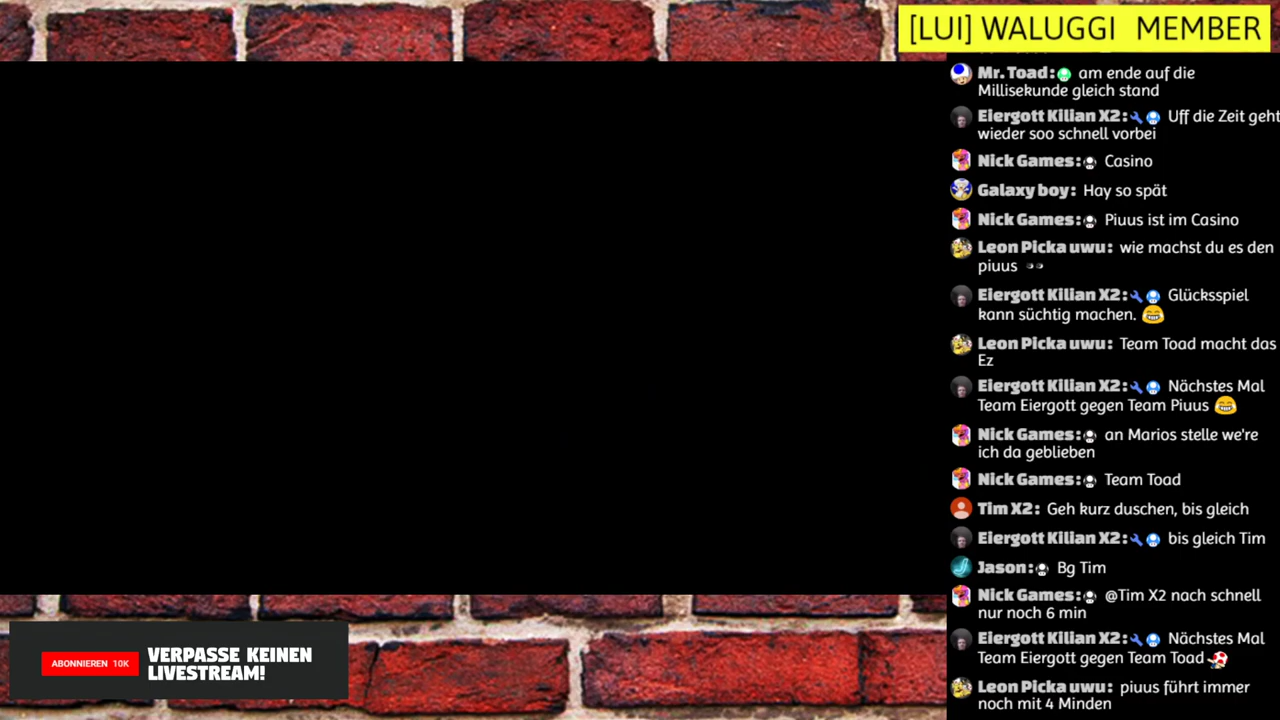 [LUI] WALUGGI MEMBER
Mr. Toad: am ende auf die
Millisekunde gleich stand
Eiergott Kilian X2: Uff die Zeit geht
wieder soo schnell vorbei
Nick Games: Casino
Galaxy boy: Hay so spät
Nick Games: Piuus ist im Casino
Leon Picka uwu: wie machst du es den
piuus
Eiergott Kilian X2: Glücksspiel
kann süchtig machen.
Leon Picka uwu: Team Toad macht das
Ez
Eiergott Kilian X2: Nächstes Mal
Team Eiergott gegen Team Piuus
Nick Games: an Marios stelle we're
ich da geblieben
Nick Games: Team Toad
Tim X2: Geh kurz duschen, bis gleich
Eiergott Kilian X2: bis gleich Tim
Jason: Bg Tim
Nick Games: @Tim X2 nach schnell
nur noch 6 min
Eiergott Kilian X2: Nächstes Mal
Team Eiergott gegen Team Toad
Leon Picka uwu: piuus führt immer
noch mit 4 Minden
ABONNIEREN 10K
VERPASSE KEINEN
LIVESTREAM!